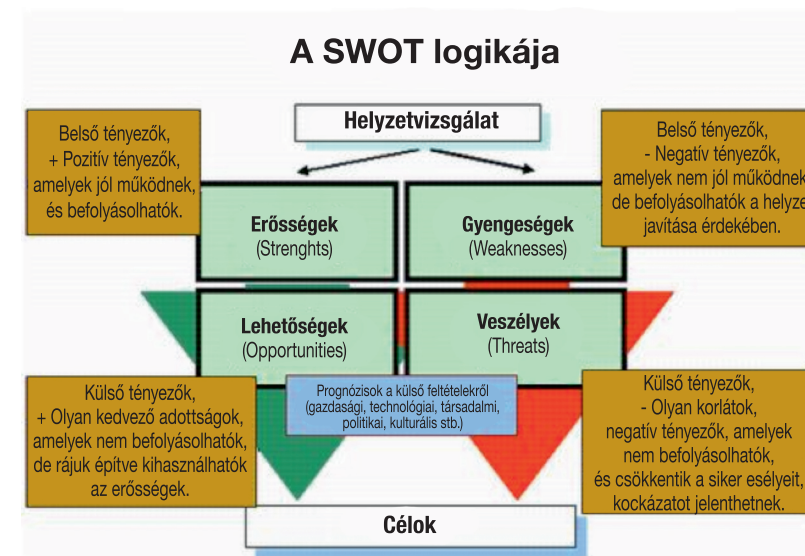 A SWOT logikája
Helyzetvizsgálat
Belső tényezők,
+ Pozitív tényezők,
amelyek jól működnek,
és befolyásolhatók.
Belső tényezők,
- Negatív tényezők,
amelyek nem jól működnek
de befolyásolhatók a helyze
javítása érdekében.
Erősségek
(Strenghts)
Gyengeségek
(Weaknesses)
Lehetőségek
(Opportunities)
Veszélyek
(Threats)
Külső tényezők,
+ Olyan kedvező adottságok,
amelyek nem befolyásolhatók,
de rájuk építve kihasználhatók
az erősségek.
Prognózisok a külső feltételekről
(gazdasági, technológiai, társadalmi,
politikai, kulturális stb.)
Külső tényezők,
- Olyan korlátok,
negatív tényezők, amelyek
nem befolyásolhatók,
és csökkentik a siker esélyeit,
kockázatot jelenthetnek.
Célok